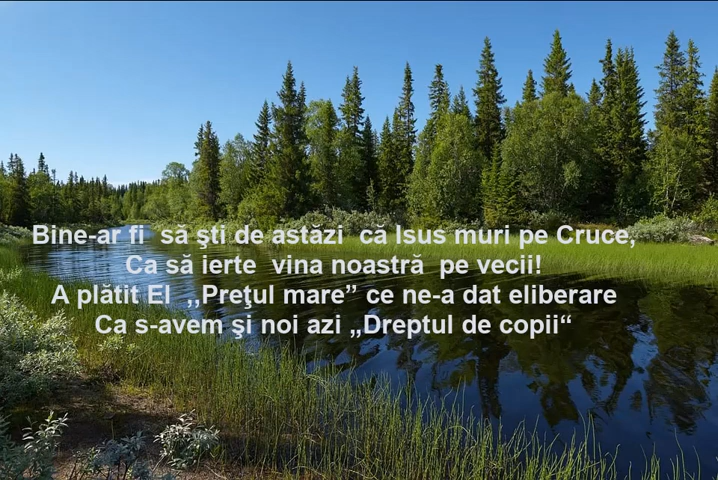 Bine-ar fi să şti de astăzi că Isus muri pe Cruce,
Ca să ierte vina noastră pe vecii!
A plătit El ,,Preţul mare” ce ne-a dat eliberare
Ca s-avem şi noi azi „Dreptul de copii“